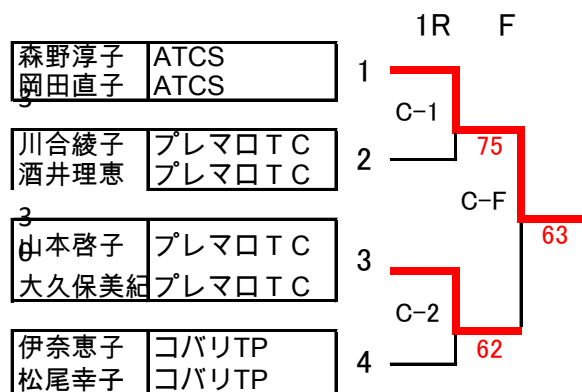 1R F
森野淳子 ATCS
岡田直子 ATCS
3
1
C-1
75
川合綾子 プレマロTC
酒井理恵 プレマロTC
2
C-F
63
3
0
山本啓子 プレマロTC
大久保美紀 プレマロTC
3
C-2
62
伊奈恵子 コバリTP
松尾幸子 コバリTP
4